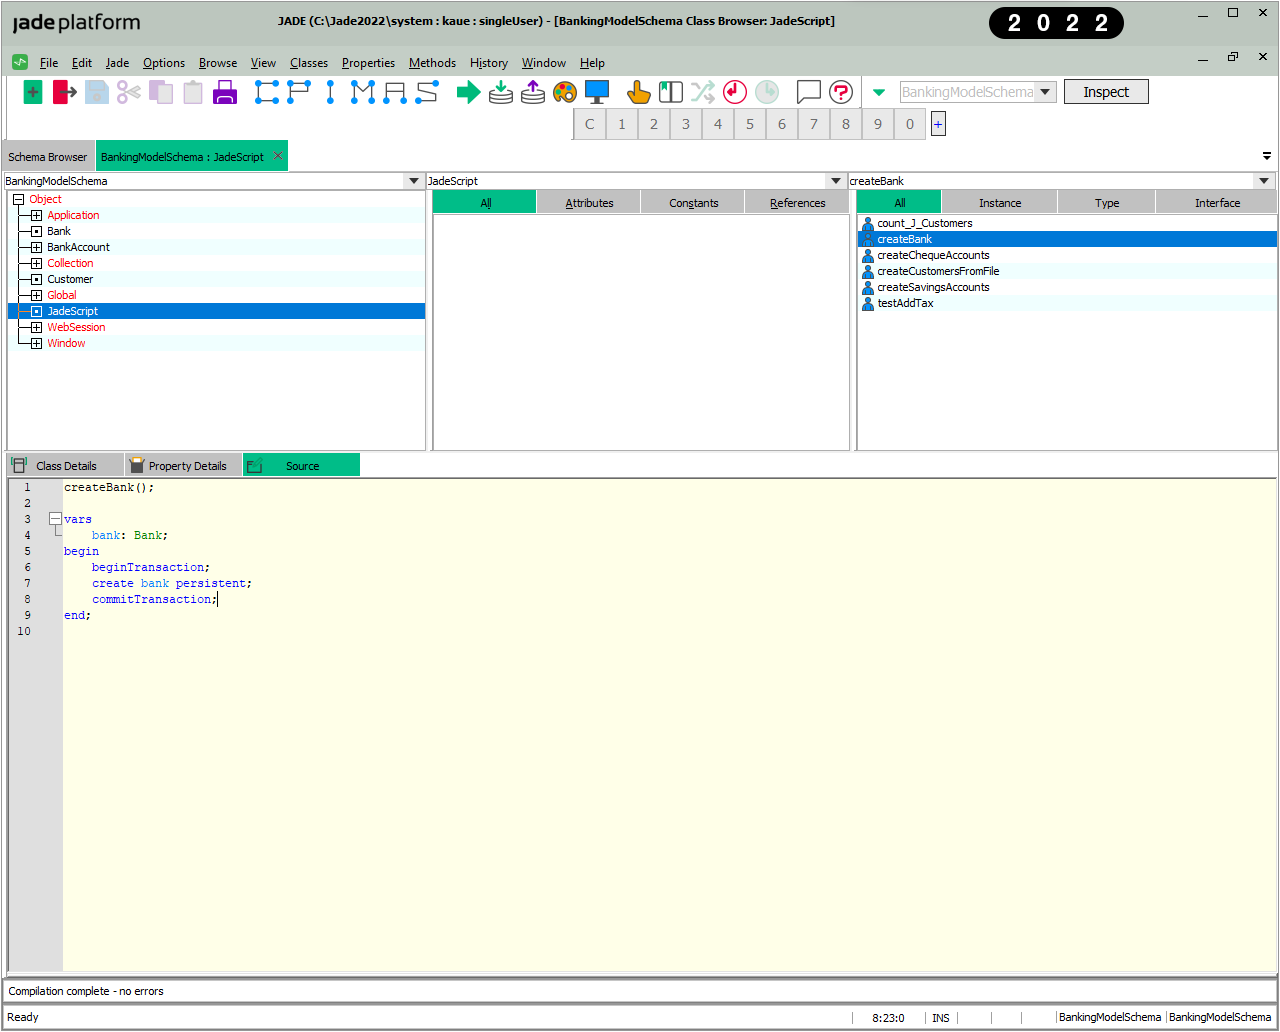 jade platform
JADE (C:\Jade2022\system : kaue : singleUser) - [BankingModelSchema Class Browser: JadeScript]
2022
File Edit Jade Options Browse View Classes Properties Methods History Window Help
BankingModelSchema
Inspect
C 1 2 3 4 5 6 7 8 9 0 +
Schema Browser
BankingModelSchema : JadeScript
BankingModelSchema
Object
Application
Bank
BankAccount
Collection
Customer
Global
JadeScript
WebSession
Window
JadeScript
All Attributes Constants References
createBank
All Instance Type Interface
count_J_Customers
createBank
createChequeAccounts
createCustomersFromFile
createSavingsAccounts
testAddTax
Class Details Property Details Source
1 createBank();
2
3 vars
4 bank: Bank;
5 begin
6 beginTransaction;
7 create bank persistent;
8 commitTransaction;
9 end;
10
Compilation complete - no errors
Ready 8:23:0 INS BankingModelSchema BankingModelSchema